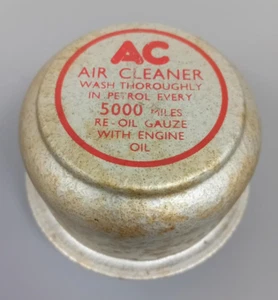 AC
AIR CLEANER
WASH THOROUGHLY
IN PETROL EVERY
5000 MILES
RE-OIL GAUZE
WITH ENGINE
OIL